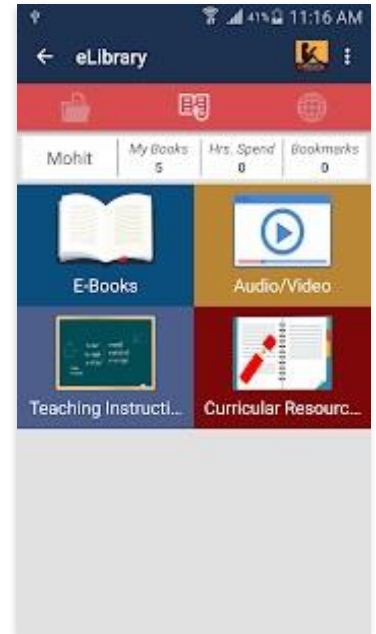 41% 11:16 AM
eLibrary
Mohit
My Books
5
Hrs. Spend
0
Bookmarks
0
E-Books
Audio/Video
Teaching Instructi...
Curricular Resourc...